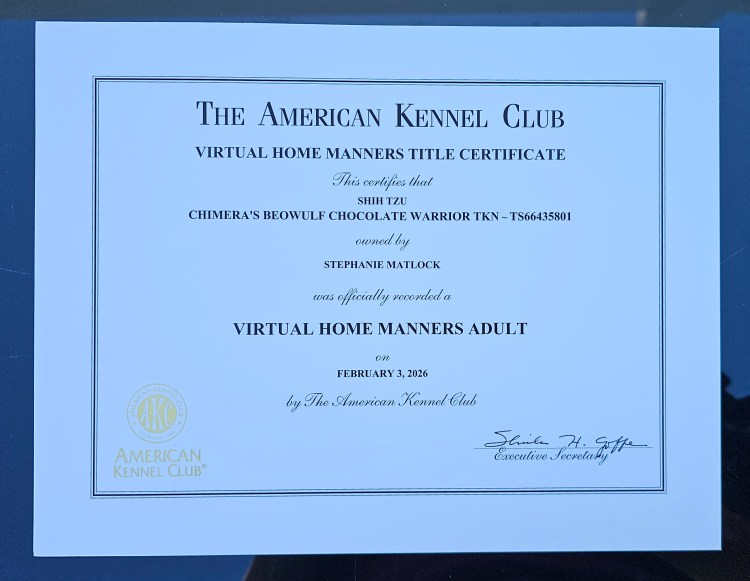 THE AMERICAN KENNEL CLUB
VIRTUAL HOME MANNERS TITLE CERTIFICATE
This certifies that
SHIH TZU
CHIMERA'S BEOWULF CHOCOLATE WARRIOR TKN – TS66435801
owned by
STEPHANIE MATLOCK
was officially recorded a
VIRTUAL HOME MANNERS ADULT
on
FEBRUARY 3, 2026
by The American Kennel Club
AKC
AMERICAN
KENNEL CLUB®
Executive Secretary